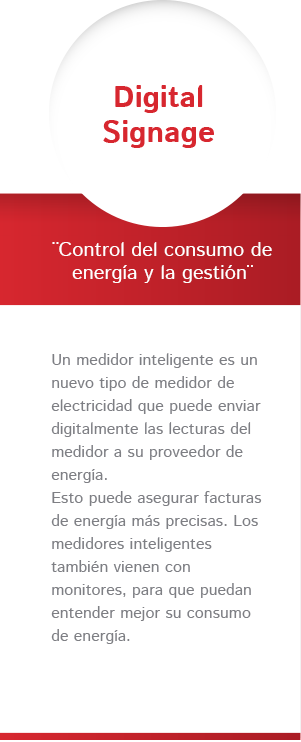 Digital
Signage
¨Control del consumo de
energía y la gestión¨
Un medidor inteligente es un
nuevo tipo de medidor de
electricidad que puede enviar
digitalmente las lecturas del
medidor a su proveedor de
energía.
Esto puede asegurar facturas
de energía más precisas. Los
medidores inteligentes
también vienen con
monitores, para que puedan
entender mejor su consumo
de energía.